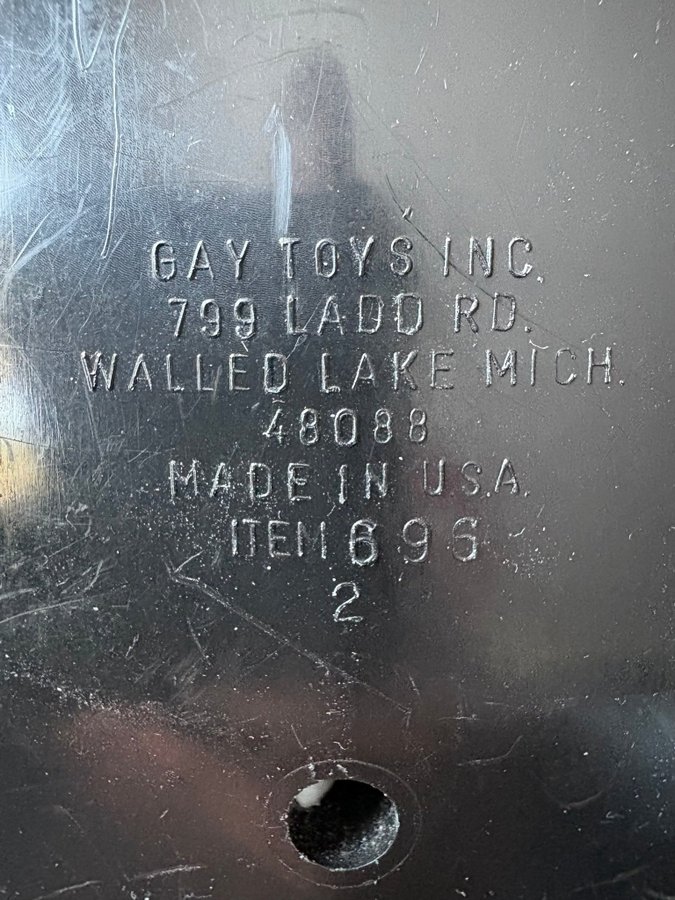 GAY TOYS INC.
799 LADD RD.
WALLED LAKE MICH.
48088
MADE IN U.S.A.
ITEM 696
2